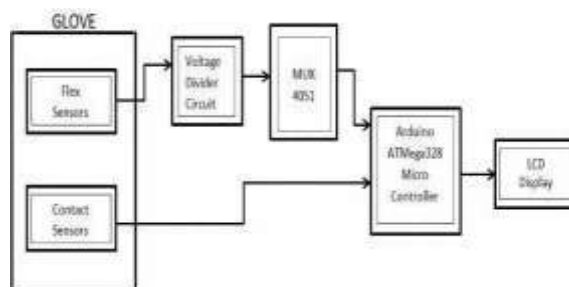 GLOVE
Flex
Sensors
Voltage
Divider
Circuit
MUX
4051
Arduino
ATMega328
Micro
Controller
LCD
Display
Contact
Sensors